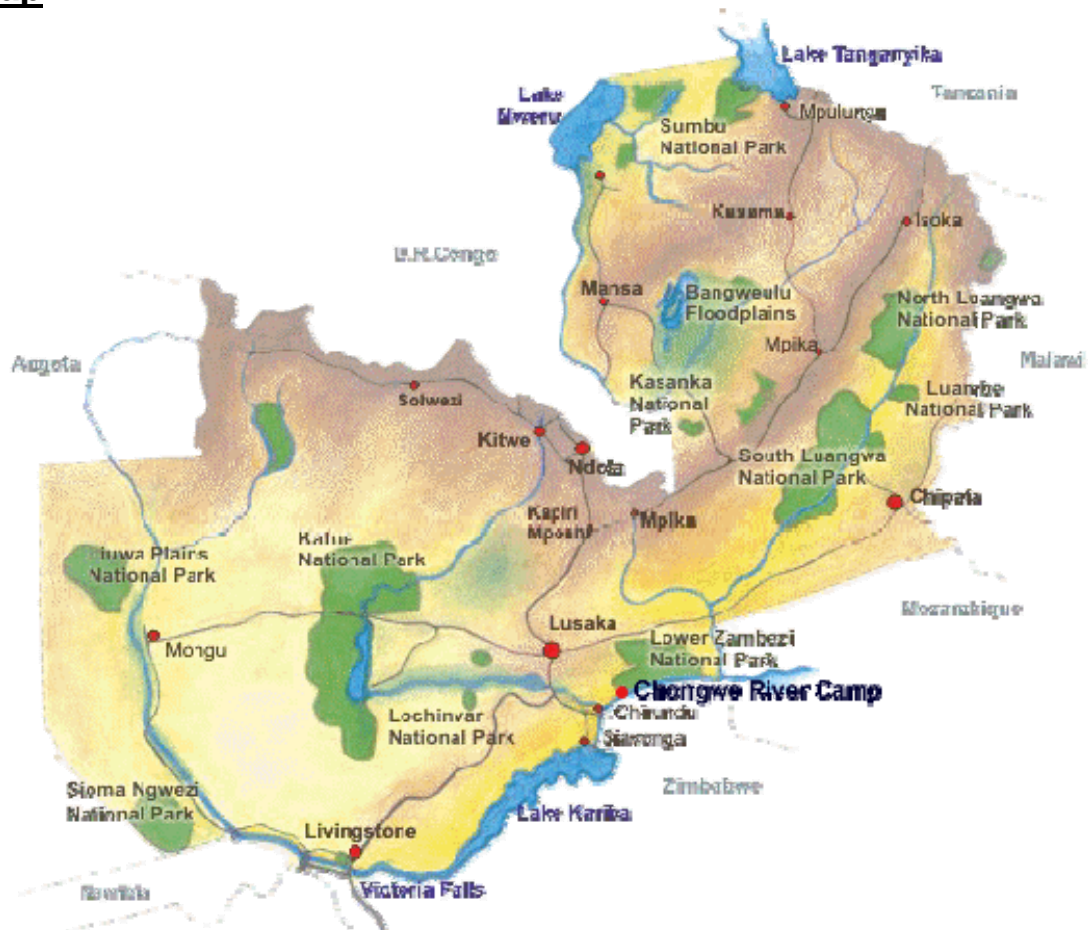 Lake Tanganyika
Tanzania
Lake
Mweru
Mpulungu
Sumbu
National Park
Kasama
Isoka
D.R.Congo
Mansa
Bangweulu
Floodplains
North Luangwa
National Park
Mpika
Malawi
Angola
Kasanka
National
Park
Luambe
National Park
Solwezi
Kitwe
Ndola
South Luangwa
National Park
Chipata
Kapiri
Mposhi
Mpika
Liuwa Plains
National Park
Kafue
National Park
Mozambique
Mongu
Lusaka
Lower Zambezi
National Park
Chongwe River Camp
Chirundu
Lochinvar
National Park
Siavonga
Zimbabwe
Sioma Ngwezi
National Park
Lake Kariba
Livingstone
Namibia
Victoria Falls